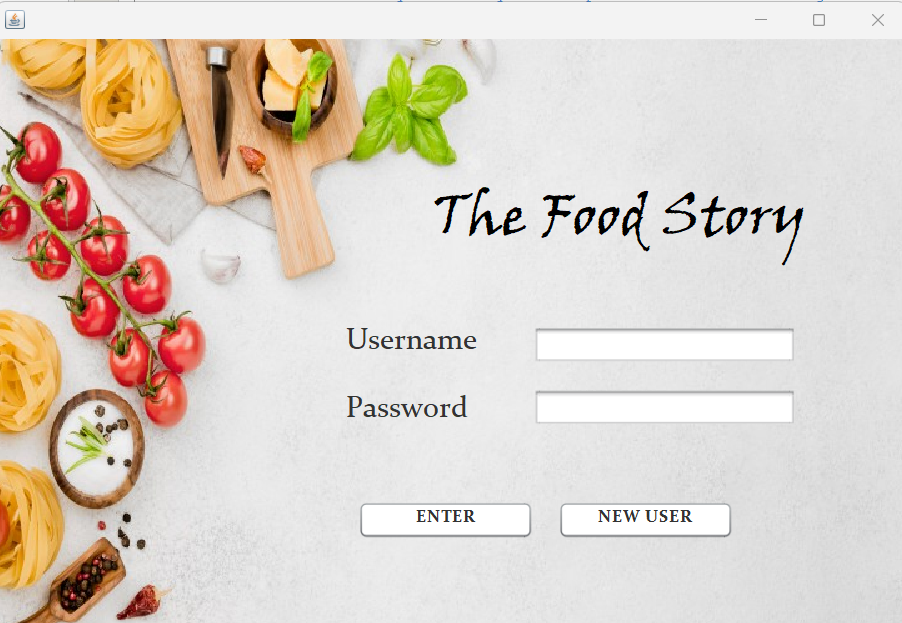 The Food Story
Username
Password
ENTER
NEW USER